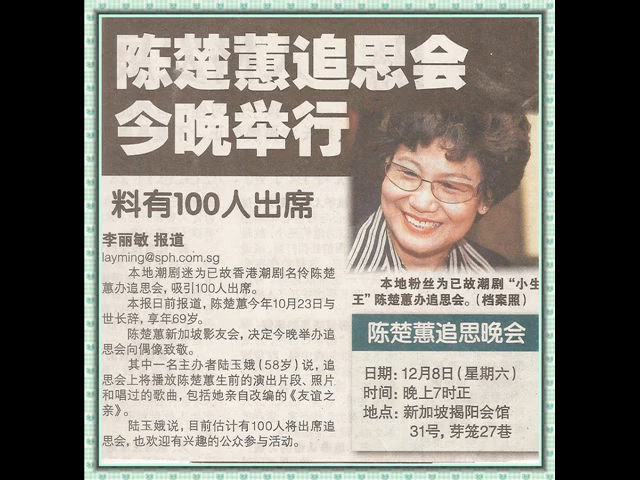 陈楚蕙追思会
今晚举行
料有100人出席
李丽敏 报道
layming@sph.com.sg
本地潮剧迷为已故香港潮剧名伶陈楚
蕙办追思会，吸引100人出席。
本报日前报道，陈楚蕙今年10月23日与
世长辞，享年69岁。
陈楚蕙新加坡影友会，决定今晚举办追
思会向偶像致敬。
其中一名主办者陆玉娥（58岁）说，追
思会上将播放陈楚蕙生前的演出片段、照片
和唱过的歌曲，包括她亲自改编的《友谊之
亲》。
陆玉娥说，目前估计有100人将出席追
思会，也欢迎有兴趣的公众参与活动。
本地粉丝为已故潮剧“小生
王”陈楚蕙办追思会。（档案照）
陈楚蕙追思晚会
日期：12月8日（星期六）
时间：晚上7时正
地点：新加坡揭阳会馆
31号，芽笼27巷